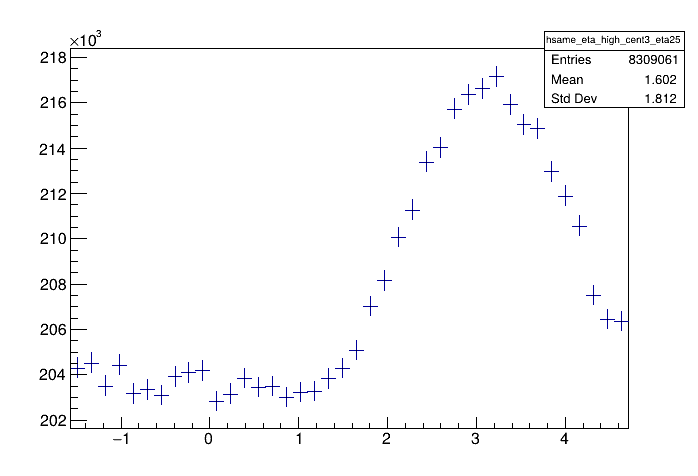 ×10³
hsame_eta_high_cent3_eta25
Entries 8309061
Mean 1.602
Std Dev 1.812
218
216
214
212
210
208
206
204
202
−1 0 1 2 3 4